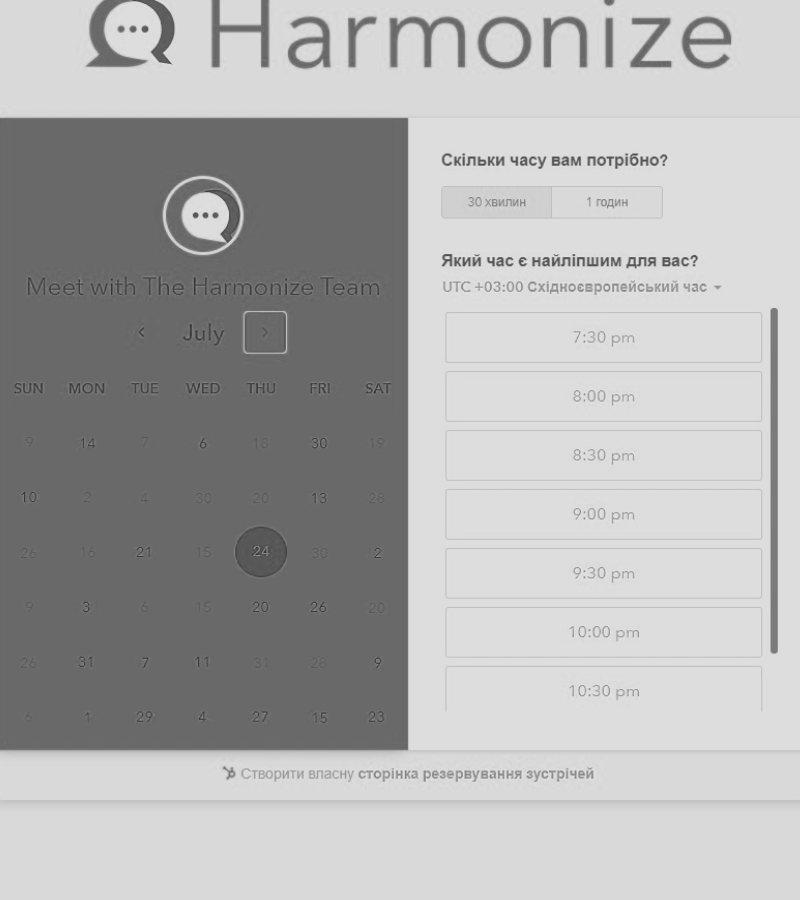 Harmonize
Meet with The Harmonize Team
July
SUN MON TUE WED THU FRI SAT
9 14 7 6 18 30 19
10 2 4 30 20 13 28
26 16 21 15 24 30 2
9 3 6 15 20 26 20
26 31 7 11 31 28 9
6 1 29 4 27 15 23
Скільки часу вам потрібно?
30 хвилин 1 годин
Який час є найліпшим для вас?
UTC +03:00 Східноєвропейський час
7:30 pm
8:00 pm
8:30 pm
9:00 pm
9:30 pm
10:00 pm
10:30 pm
Створити власну сторінка резервування зустрічей